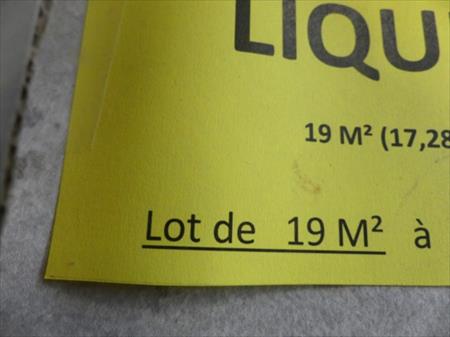 LIQU
19 M² (17,28
Lot de 19 M² à